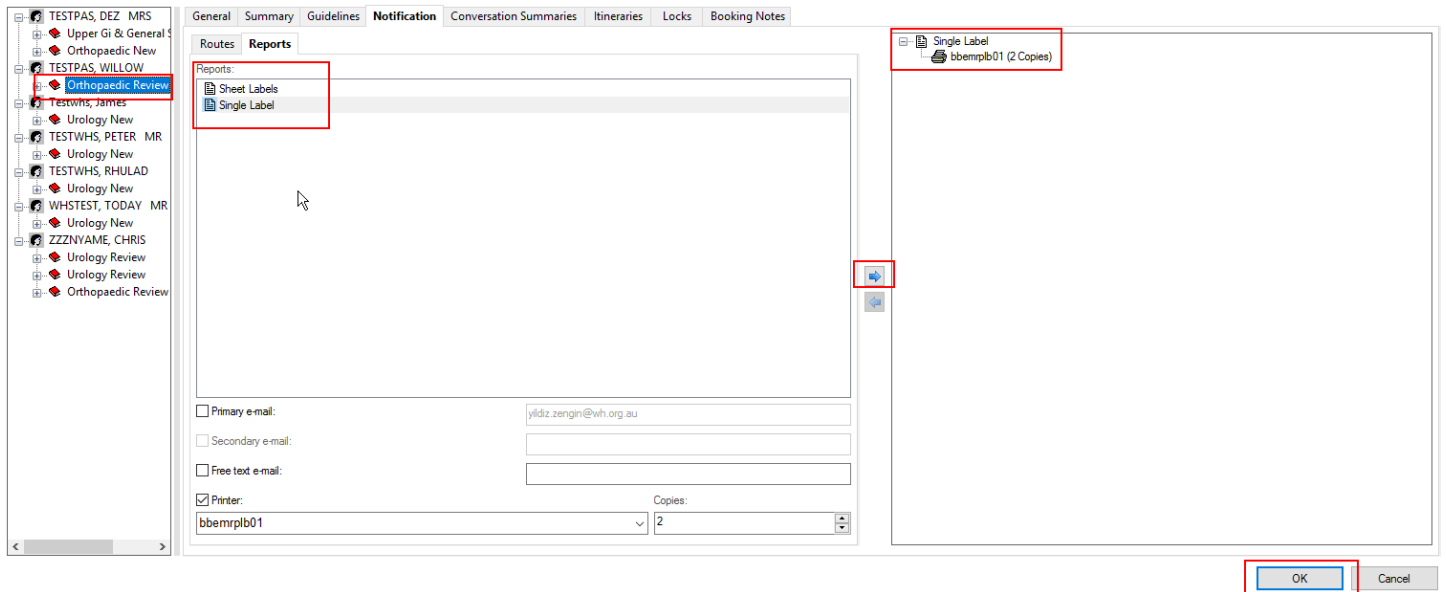 TESTPAS, DEZ MRS
Upper Gi & General S
Orthopaedic New
TESTPAS, WILLOW
Orthopaedic Review
Testwhs, James
Urology New
TESTWHS, PETER MR
Urology New
TESTWHS, RHULAD
Urology New
WHSTEST, TODAY MR
Urology New
ZZZNYAME, CHRIS
Urology Review
Urology Review
Orthopaedic Review
General Summary Guidelines Notification Conversation Summaries Itineraries Locks Booking Notes
Routes Reports
Reports:
Sheet Labels
Single Label
Primary e-mail: yildiz.zengin@wh.org.au
Secondary e-mail:
Free text e-mail:
Printer: Copies:
bbemrplb01 2
Single Label
bbemrplb01 (2 Copies)
OK Cancel